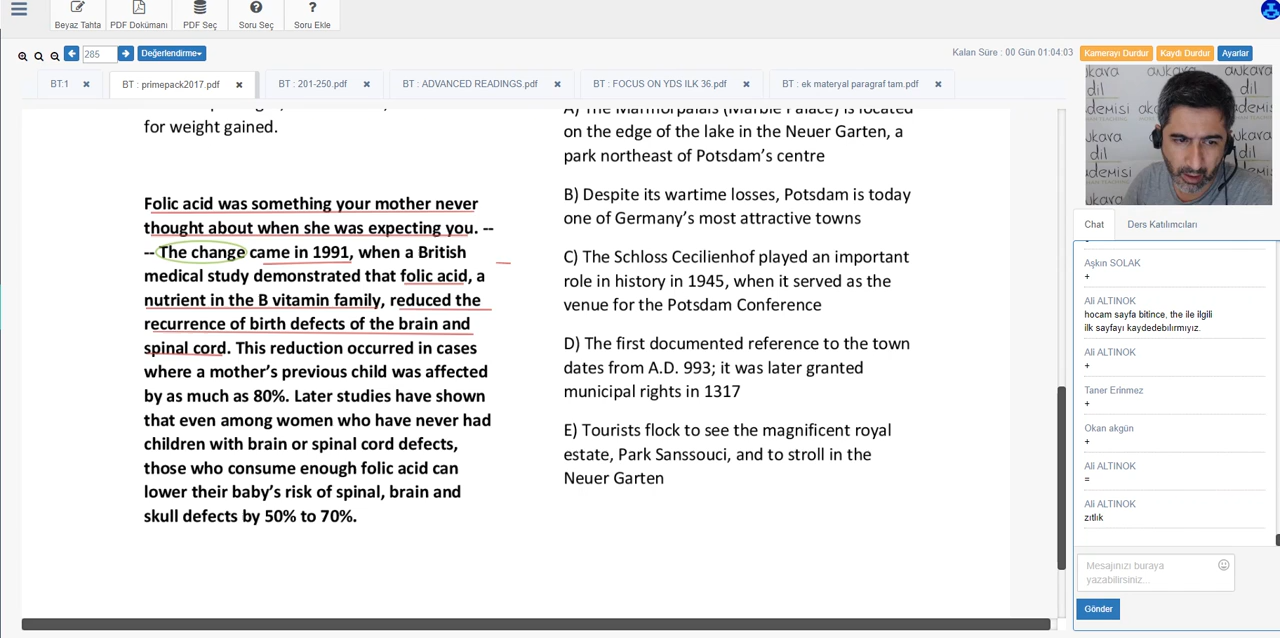 Beyaz Tahta
PDF Dokümanı
PDF Seç
Soru Seç
Soru Ekle
285
Değerlendirme
Kalan Süre : 00 Gün 01:04:03
Kamerayı Durdur
Kaydı Durdur
Ayarlar
BT:1
BT : primepack2017.pdf
BT : 201-250.pdf
BT : ADVANCED READINGS.pdf
BT : FOCUS ON YDS ILK 36.pdf
BT : ek materyal paragraf tam.pdf
for weight gained.
Folic acid was something your mother never
thought about when she was expecting you. --
-- The change came in 1991, when a British
medical study demonstrated that folic acid, a
nutrient in the B vitamin family, reduced the
recurrence of birth defects of the brain and
spinal cord. This reduction occurred in cases
where a mother's previous child was affected
by as much as 80%. Later studies have shown
that even among women who have never had
children with brain or spinal cord defects,
those who consume enough folic acid can
lower their baby's risk of spinal, brain and
skull defects by 50% to 70%.
A) The Marmorpalais (Marble Palace) is located
on the edge of the lake in the Neuer Garten, a
park northeast of Potsdam's centre
B) Despite its wartime losses, Potsdam is today
one of Germany's most attractive towns
C) The Schloss Cecilienhof played an important
role in history in 1945, when it served as the
venue for the Potsdam Conference
D) The first documented reference to the town
dates from A.D. 993; it was later granted
municipal rights in 1317
E) Tourists flock to see the magnificent royal
estate, Park Sanssouci, and to stroll in the
Neuer Garten
ankara
dil
Chat
Ders Katılımcıları
Aşkın SOLAK
+
Ali ALTINOK
hocam sayfa bitince, the ile ilgili
ilk sayfayı kaydedebılırmıyız.
Ali ALTINOK
+
Taner Erinmez
+
Okan akgün
+
Ali ALTINOK
=
Ali ALTINOK
zıtlık
Mesajınızı buraya
yazabilirsiniz...
Gönder